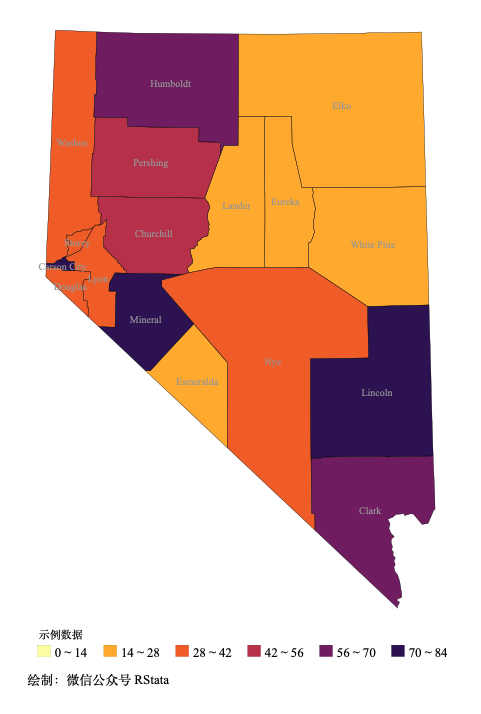 Humboldt
Elko
Washoe
Pershing
Lander
Eureka
Churchill
Storey
White Pine
Carson City
Lyon
Douglas
Mineral
Nye
Esmeralda
Lincoln
Clark
示例数据
0 ~ 14 14 ~ 28 28 ~ 42 42 ~ 56 56 ~ 70 70 ~ 84
绘制：微信公众号 RStata